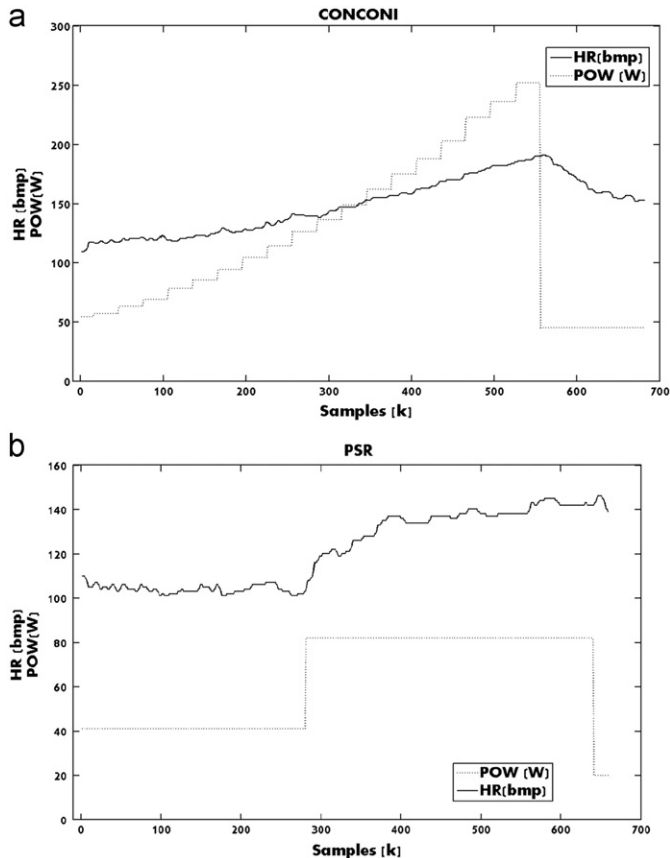 a
CONCONI
300
250
200
150
100
50
0
HR [bmp]
POW(W)
HR[bmp]
POW [W]
0 100 200 300 400 500 600 700
Samples [k]
b
PSR
160
140
120
100
80
60
40
20
0
HR [bmp]
POW[W]
POW [W]
HR[bmp]
0 100 200 300 400 500 600 700
Samples [k]